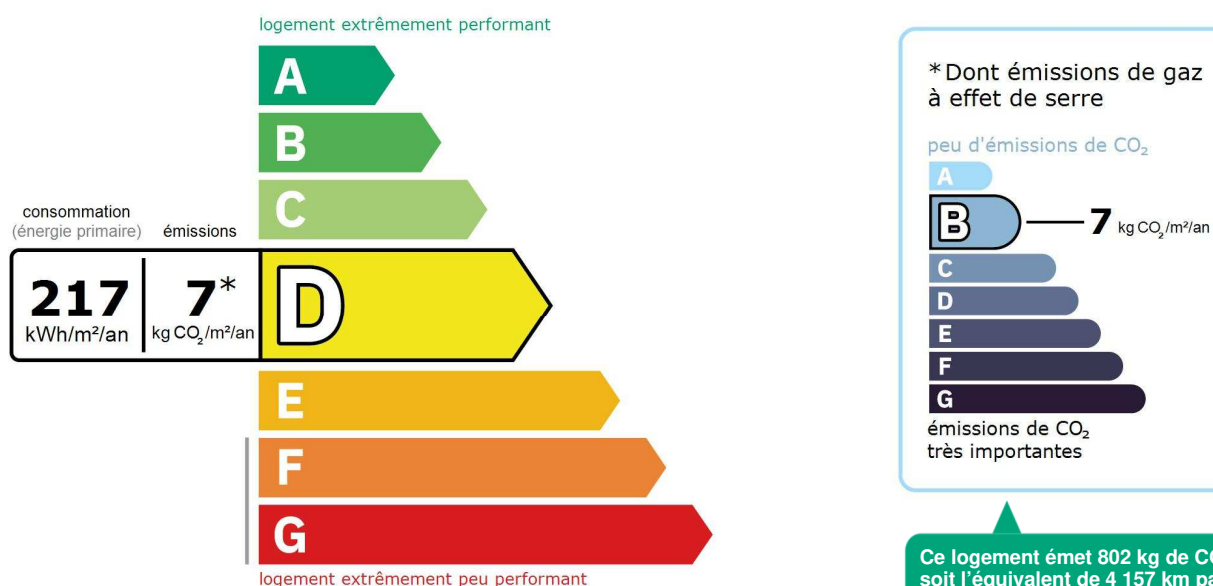 logement extrêmement performant
A
B
C
consommation
(énergie primaire) émissions
217 7* D
kWh/m²/an kg CO₂/m²/an
E
F
G
logement extrêmement peu performant
*Dont émissions de gaz
à effet de serre
peu d'émissions de CO₂
A
B 7 kg CO₂/m²/an
C
D
E
F
G
émissions de CO₂
très importantes
Ce logement émet 802 kg de
soit l'équivalent de 4 157 km